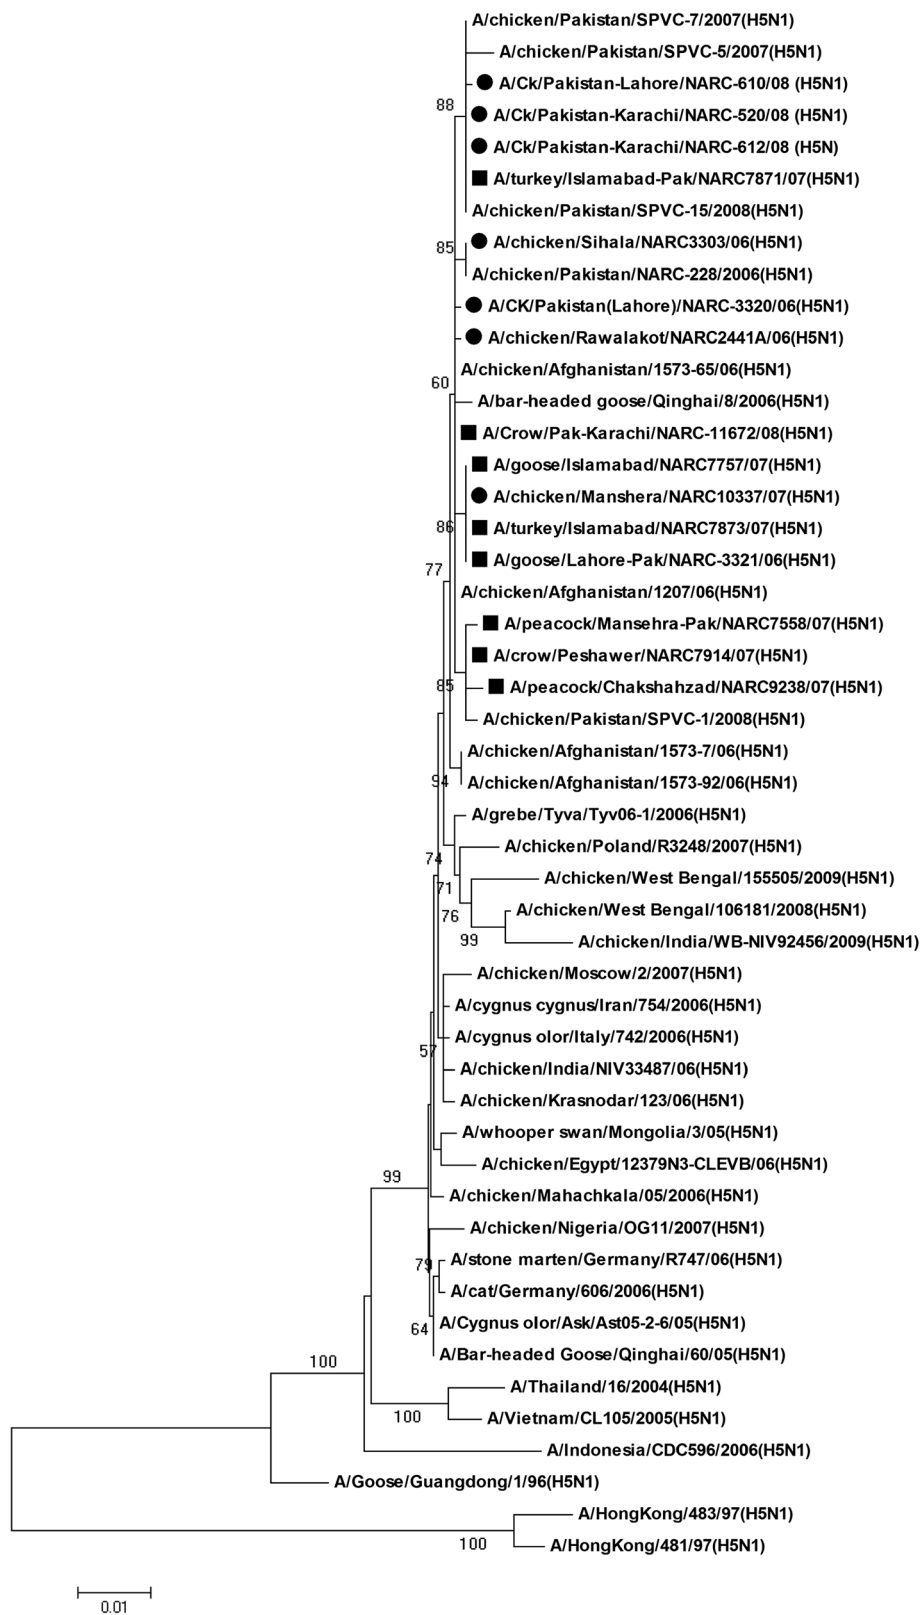 A/chicken/Pakistan/SPVC-7/2007(H5N1)
A/chicken/Pakistan/SPVC-5/2007(H5N1)
A/Ck/Pakistan-Lahore/NARC-610/08 (H5N1)
88
A/Ck/Pakistan-Karachi/NARC-520/08 (H5N1)
A/Ck/Pakistan-Karachi/NARC-612/08 (H5N)
A/turkey/Islamabad-Pak/NARC7871/07(H5N1)
A/chicken/Pakistan/SPVC-15/2008(H5N1)
85
A/chicken/Sihala/NARC3303/06(H5N1)
A/chicken/Pakistan/NARC-228/2006(H5N1)
A/CK/Pakistan(Lahore)/NARC-3320/06(H5N1)
A/chicken/Rawalakot/NARC2441A/06(H5N1)
A/chicken/Afghanistan/1573-65/06(H5N1)
60
A/bar-headed goose/Qinghai/8/2006(H5N1)
A/Crow/Pak-Karachi/NARC-11672/08(H5N1)
A/goose/Islamabad/NARC7757/07(H5N1)
A/chicken/Manshera/NARC10337/07(H5N1)
86
A/turkey/Islamabad/NARC7873/07(H5N1)
A/goose/Lahore-Pak/NARC-3321/06(H5N1)
77
A/chicken/Afghanistan/1207/06(H5N1)
A/peacock/Mansehra-Pak/NARC7558/07(H5N1)
A/crow/Peshawer/NARC7914/07(H5N1)
85
A/peacock/Chakshahzad/NARC9238/07(H5N1)
A/chicken/Pakistan/SPVC-1/2008(H5N1)
A/chicken/Afghanistan/1573-7/06(H5N1)
94
A/chicken/Afghanistan/1573-92/06(H5N1)
A/grebe/Tyva/Tyv06-1/2006(H5N1)
A/chicken/Poland/R3248/2007(H5N1)
74
A/chicken/West Bengal/155505/2009(H5N1)
71
A/chicken/West Bengal/106181/2008(H5N1)
76
99
A/chicken/India/WB-NIV92456/2009(H5N1)
A/chicken/Moscow/2/2007(H5N1)
A/cygnus cygnus/Iran/754/2006(H5N1)
A/cygnus olor/Italy/742/2006(H5N1)
57
A/chicken/India/NIV33487/06(H5N1)
A/chicken/Krasnodar/123/06(H5N1)
A/whooper swan/Mongolia/3/05(H5N1)
A/chicken/Egypt/12379N3-CLEVB/06(H5N1)
99
A/chicken/Mahachkala/05/2006(H5N1)
A/chicken/Nigeria/OG11/2007(H5N1)
79
A/stone marten/Germany/R747/06(H5N1)
A/cat/Germany/606/2006(H5N1)
64
A/Cygnus olor/Ask/Ast05-2-6/05(H5N1)
A/Bar-headed Goose/Qinghai/60/05(H5N1)
100
A/Thailand/16/2004(H5N1)
100
A/Vietnam/CL105/2005(H5N1)
A/Indonesia/CDC596/2006(H5N1)
A/Goose/Guangdong/1/96(H5N1)
A/HongKong/483/97(H5N1)
100
A/HongKong/481/97(H5N1)
0.01